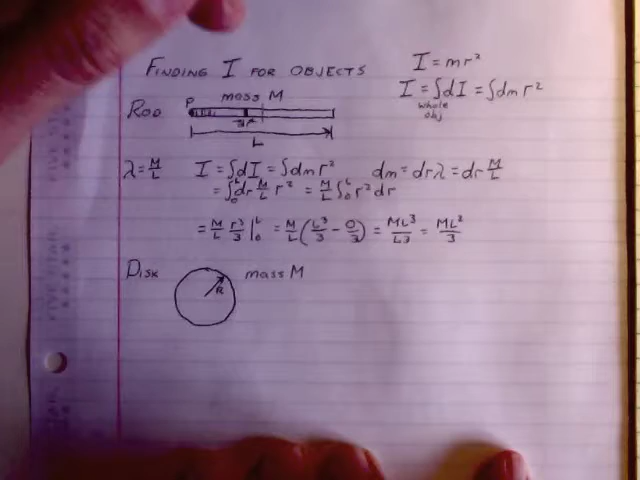 FINDING I FOR OBJECTS
I = mr²
I = ∫dI = ∫dm r²
whole
obj
ROD
P
mass M
dr
L
λ = M/L
I = ∫dI = ∫dm r²
dm = drλ = dr M/L
= ∫₀ᴸ dr M/L r² = M/L ∫₀ᴸ r² dr
= M/L r³/3 |₀ᴸ = M/L (L³/3 - 0/3) = ML³/L3 = ML²/3
DISK
R
mass M